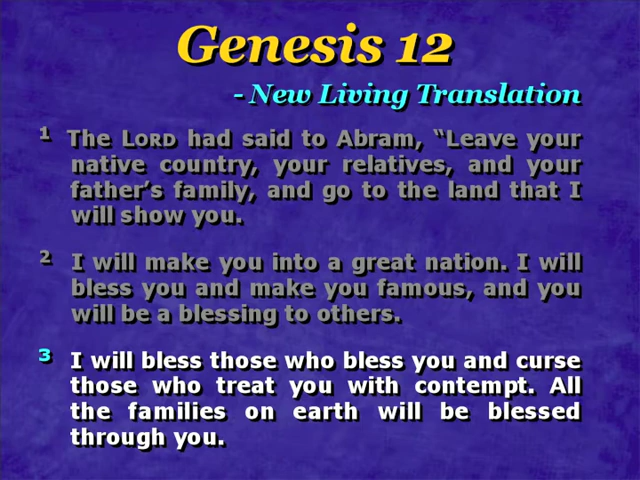 Genesis 12
- New Living Translation
1 The LORD had said to Abram, “Leave your
native country, your relatives, and your
father’s family, and go to the land that I
will show you.
2 I will make you into a great nation. I will
bless you and make you famous, and you
will be a blessing to others.
3 I will bless those who bless you and curse
those who treat you with contempt. All
the families on earth will be blessed
through you.